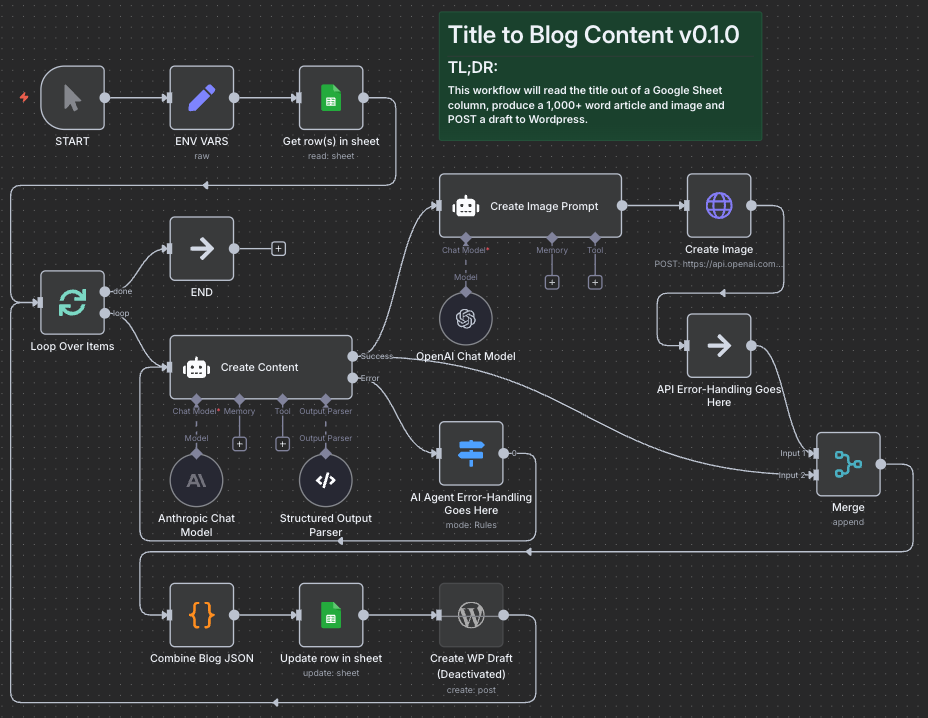 Title to Blog Content v0.1.0
TL;DR:
This workflow will read the title out of a Google Sheet
column, produce a 1,000+ word article and image and
POST a draft to Wordpress.
START
ENV VARS
raw
Get row(s) in sheet
read: sheet
Create Image Prompt
Chat Model*
Memory
Tool
Model
OpenAI Chat Model
Create Image
POST: https://api.openai.com...
END
Loop Over Items
done
loop
Create Content
Success
Error
Chat Model*
Memory
Tool
Output Parser
Model
Output Parser
AI
Anthropic Chat
Model
Structured Output
Parser
API Error-Handling Goes
Here
0
AI Agent Error-Handling
Goes Here
mode: Rules
Input 1
Input 2
Merge
append
Combine Blog JSON
Update row in sheet
update: sheet
Create WP Draft
(Deactivated)
create: post